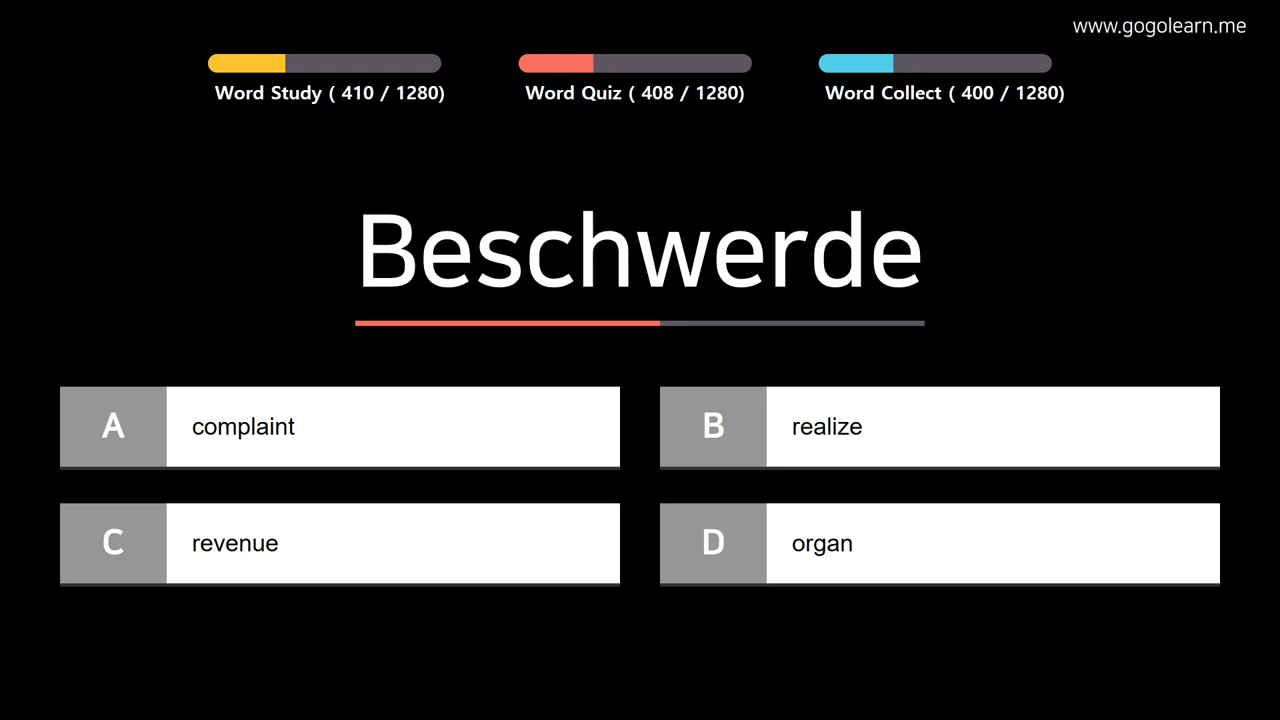 www.gogolearn.me
Word Study ( 410 / 1280)
Word Quiz ( 408 / 1280)
Word Collect ( 400 / 1280)
Beschwerde
A complaint
B realize
C revenue
D organ